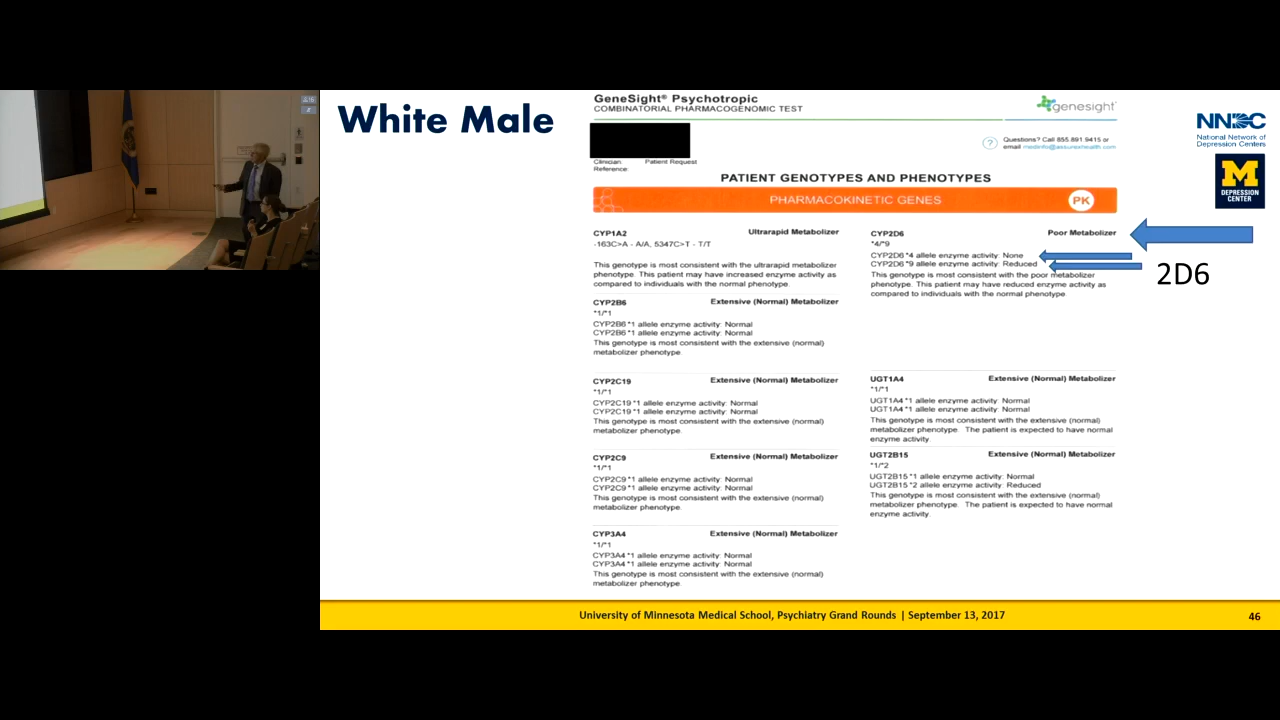 White Male
GeneSight® Psychotropic
COMBINATORIAL PHARMACOGENOMIC TEST
genesight®
Questions? Call 855.891.9415 or
email medinfo@assurexhealth.com
NNDC
National Network of
Depression Centers
M
DEPRESSION
CENTER
Clinician Patient Request
Reference
PATIENT GENOTYPES AND PHENOTYPES
PHARMACOKINETIC GENES
PK
CYP1A2 Ultrarapid Metabolizer
-163C>A - A/A, 5347C>T - T/T
This genotype is most consistent with the ultrarapid metabolizer
phenotype. This patient may have increased enzyme activity as
compared to individuals with the normal phenotype.
CYP2B6 Extensive (Normal) Metabolizer
*1/*1
CYP2B6 *1 allele enzyme activity: Normal
CYP2B6 *1 allele enzyme activity: Normal
This genotype is most consistent with the extensive (normal)
metabolizer phenotype.
CYP2C19 Extensive (Normal) Metabolizer
*1/*1
CYP2C19 *1 allele enzyme activity: Normal
CYP2C19 *1 allele enzyme activity: Normal
This genotype is most consistent with the extensive (normal)
metabolizer phenotype.
CYP2C9 Extensive (Normal) Metabolizer
*1/*1
CYP2C9 *1 allele enzyme activity: Normal
CYP2C9 *1 allele enzyme activity: Normal
This genotype is most consistent with the extensive (normal)
metabolizer phenotype.
CYP3A4 Extensive (Normal) Metabolizer
*1/*1
CYP3A4 *1 allele enzyme activity: Normal
CYP3A4 *1 allele enzyme activity: Normal
This genotype is most consistent with the extensive (normal)
metabolizer phenotype.
CYP2D6 Poor Metabolizer
*4/*9
CYP2D6 *4 allele enzyme activity: None
CYP2D6 *9 allele enzyme activity: Reduced
This genotype is most consistent with the poor metabolizer
phenotype. This patient may have reduced enzyme activity as
compared to individuals with the normal phenotype
2D6
UGT1A4 Extensive (Normal) Metabolizer
*1/*1
UGT1A4 *1 allele enzyme activity: Normal
UGT1A4 *1 allele enzyme activity: Normal
This genotype is most consistent with the extensive (normal)
metabolizer phenotype. The patient is expected to have normal
enzyme activity.
UGT2B15 Extensive (Normal) Metabolizer
*1/*2
UGT2B15 *1 allele enzyme activity: Normal
UGT2B15 *2 allele enzyme activity: Reduced
This genotype is most consistent with the extensive (normal)
metabolizer phenotype. The patient is expected to have normal
enzyme activity.
University of Minnesota Medical School, Psychiatry Grand Rounds | September 13, 2017
46